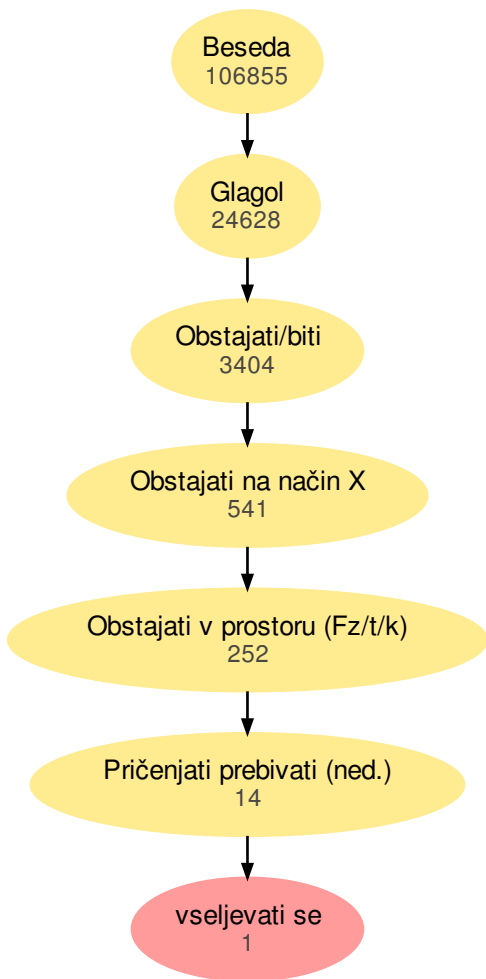 Beseda
106855
Glagol
24628
Obstajati/biti
3404
Obstajati na način X
541
Obstajati v prostoru (Fz/t/k)
252
Pričenjati prebivati (ned.)
14
vseljevati se
1